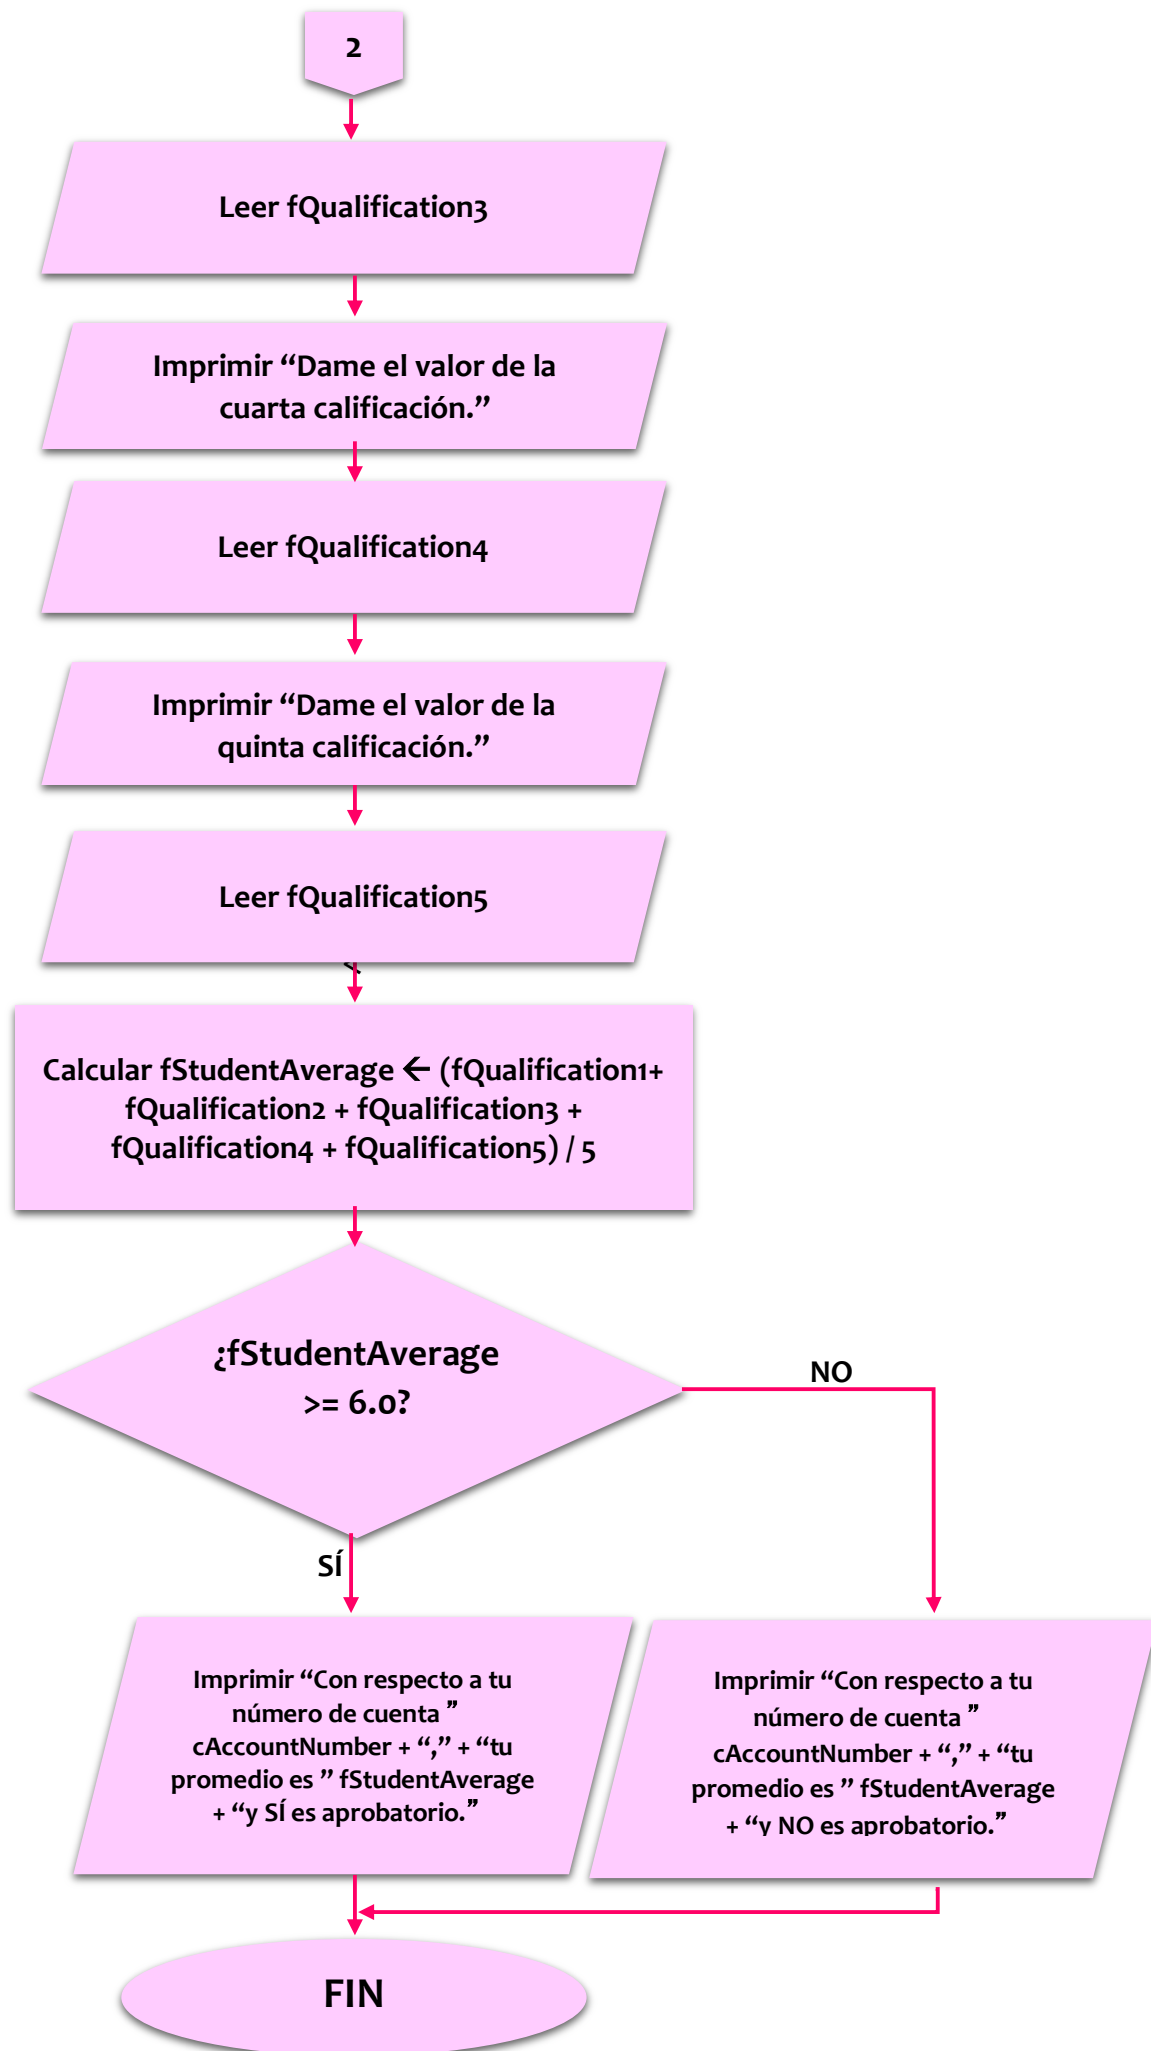 2
Leer fQualification3
Imprimir “Dame el valor de la
cuarta calificación.”
Leer fQualification4
Imprimir “Dame el valor de la
quinta calificación.”
Leer fQualification5
Calcular fStudentAverage ← (fQualification1+
fQualification2 + fQualification3 +
fQualification4 + fQualification5) / 5
¿fStudentAverage
>= 6.0?
NO
SÍ
Imprimir “Con respecto a tu
número de cuenta ”
cAccountNumber + “,” + “tu
promedio es ” fStudentAverage
+ “y SÍ es aprobatorio.”
Imprimir “Con respecto a tu
número de cuenta ”
cAccountNumber + “,” + “tu
promedio es ” fStudentAverage
+ “y NO es aprobatorio.”
FIN